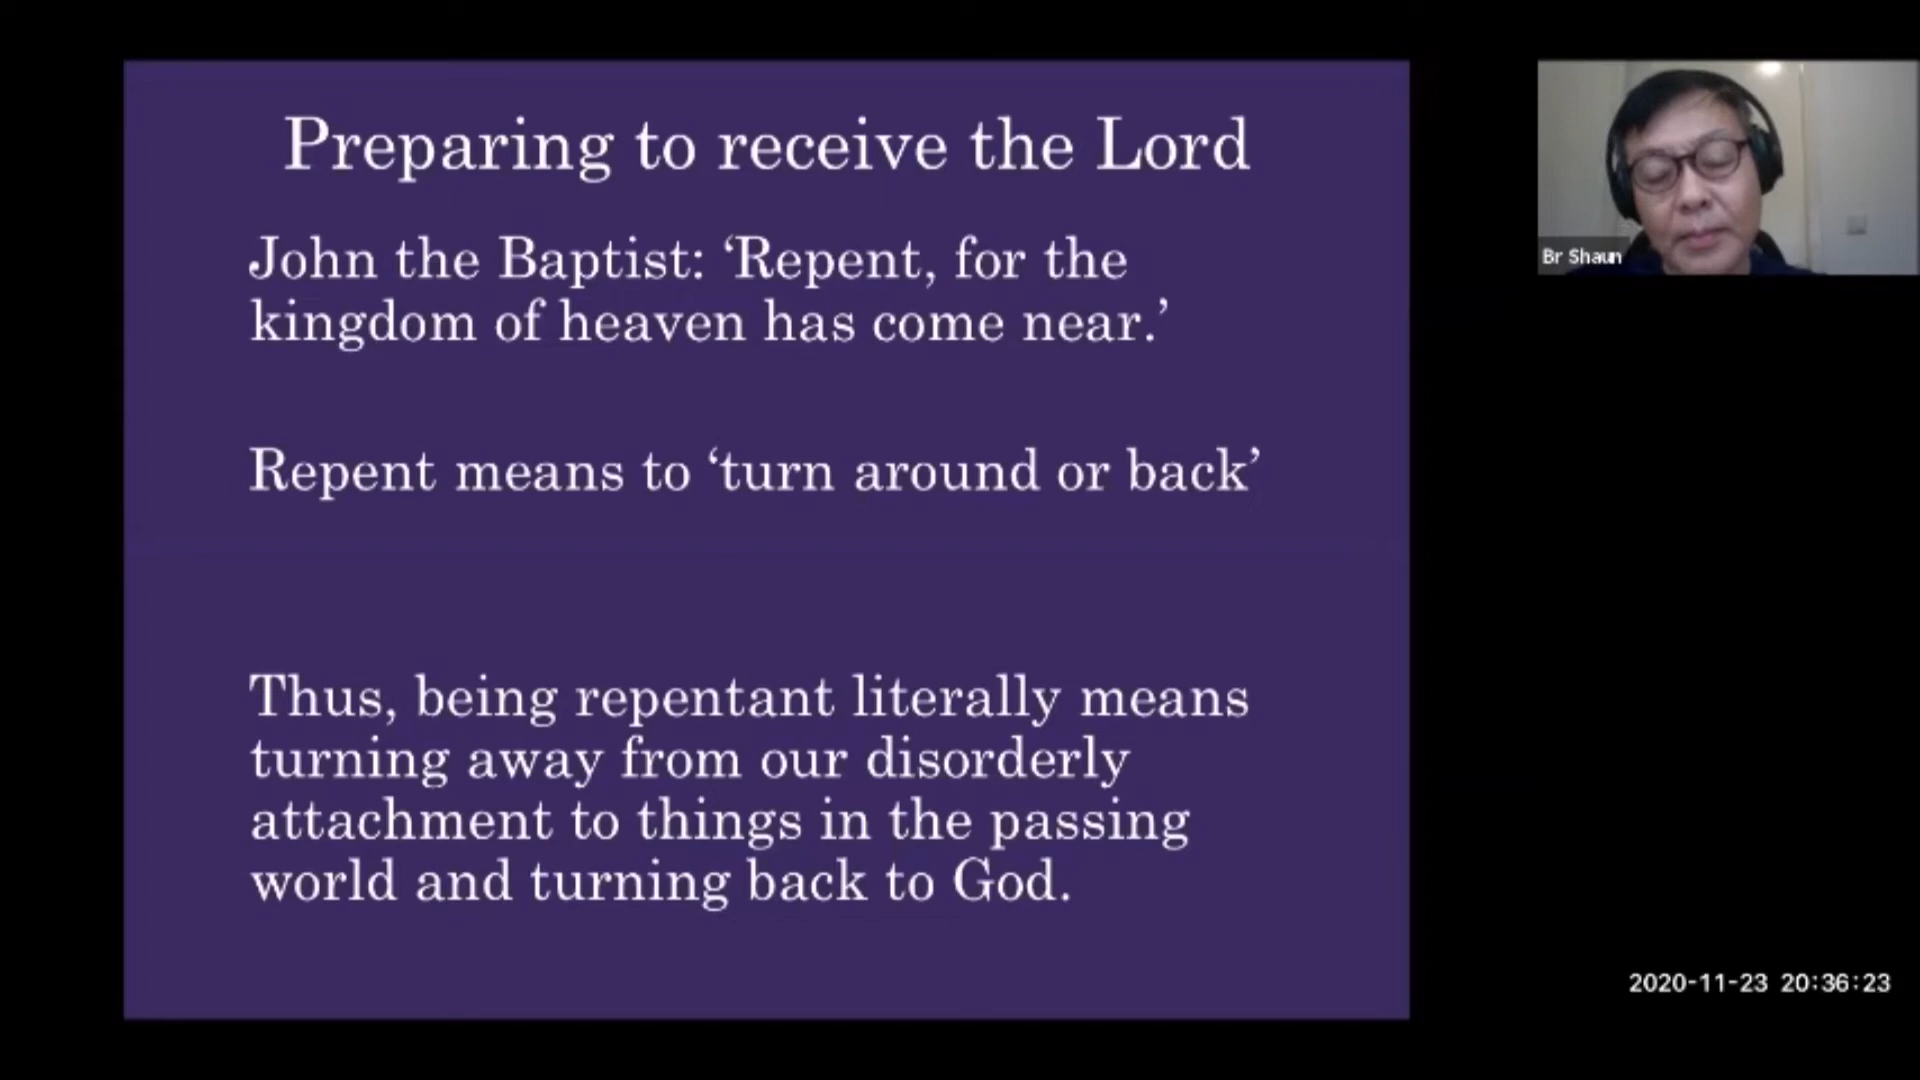 Preparing to receive the Lord
John the Baptist: ‘Repent, for the
kingdom of heaven has come near.’
Repent means to ‘turn around or back’
Thus, being repentant literally means
turning away from our disorderly
attachment to things in the passing
world and turning back to God.
Br Shaun
2020-11-23 20:36:23